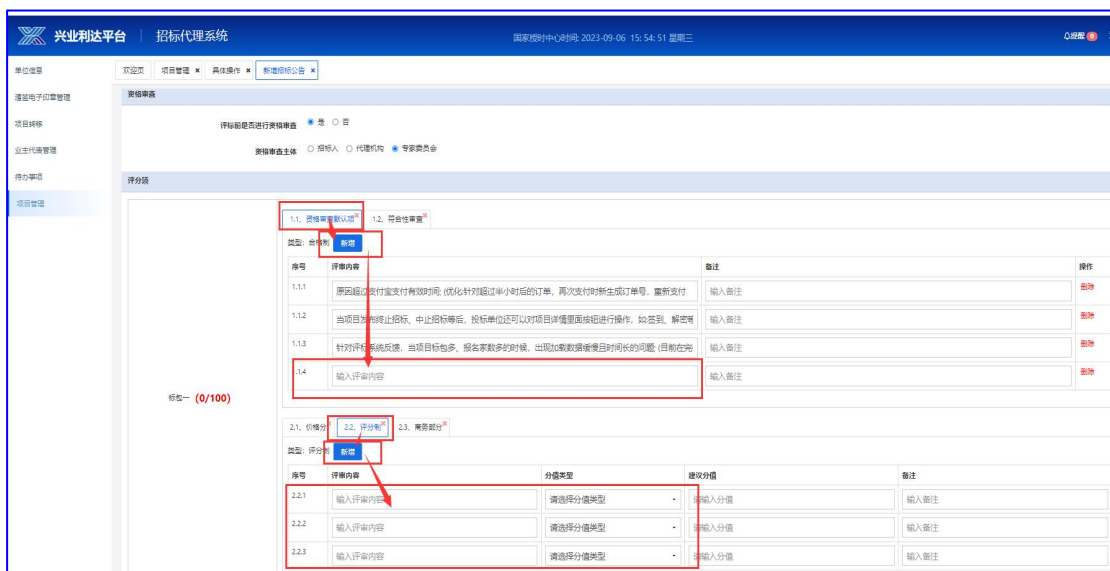 兴业利达平台 招标代理系统 国家授时中心时间: 2023-09-06 15:54:51 星期三 提醒 0
单位信息
欢迎页 项目管理 × 具体操作 × 新增招标公告 ×
资格审查
签电子印章管理
评标前是否进行资格审查 是 否
项目转移
业主代表管理
资格审查主体 招标人 代理机构 专家委员会
待办事项
评分项
项目管理
1.1、资格审查默认项 1.2、符合性审查
类型: 合格制 新增
序号 评审内容 备注 操作
1.1.1 原因超过支付宝支付有效时间; (优化:针对超过半小时后的订单，再次支付时新生成订单号，重新支付 输入备注 删除
1.1.2 当项目发布终止招标、中止招标等后，投标单位还可以对项目详情里面按钮进行操作，如:签到、解密等 输入备注 删除
1.1.3 针对评标系统反馈，当项目标包多、报名家数多的时候，出现加载数据缓慢且时间长的问题; (目前在完 输入备注 删除
.1.4 输入评审内容 输入备注 删除
标包一 (0/100)
2.1、价格分 2.2、评分制 2.3、商务部分
类型: 评分制 新增
序号 评审内容 分值类型 建议分值 备注
2.2.1 输入评审内容 请选择分值类型 请输入分值 输入备注
2.2.2 输入评审内容 请选择分值类型 请输入分值 输入备注
2.2.3 输入评审内容 请选择分值类型 请输入分值 输入备注